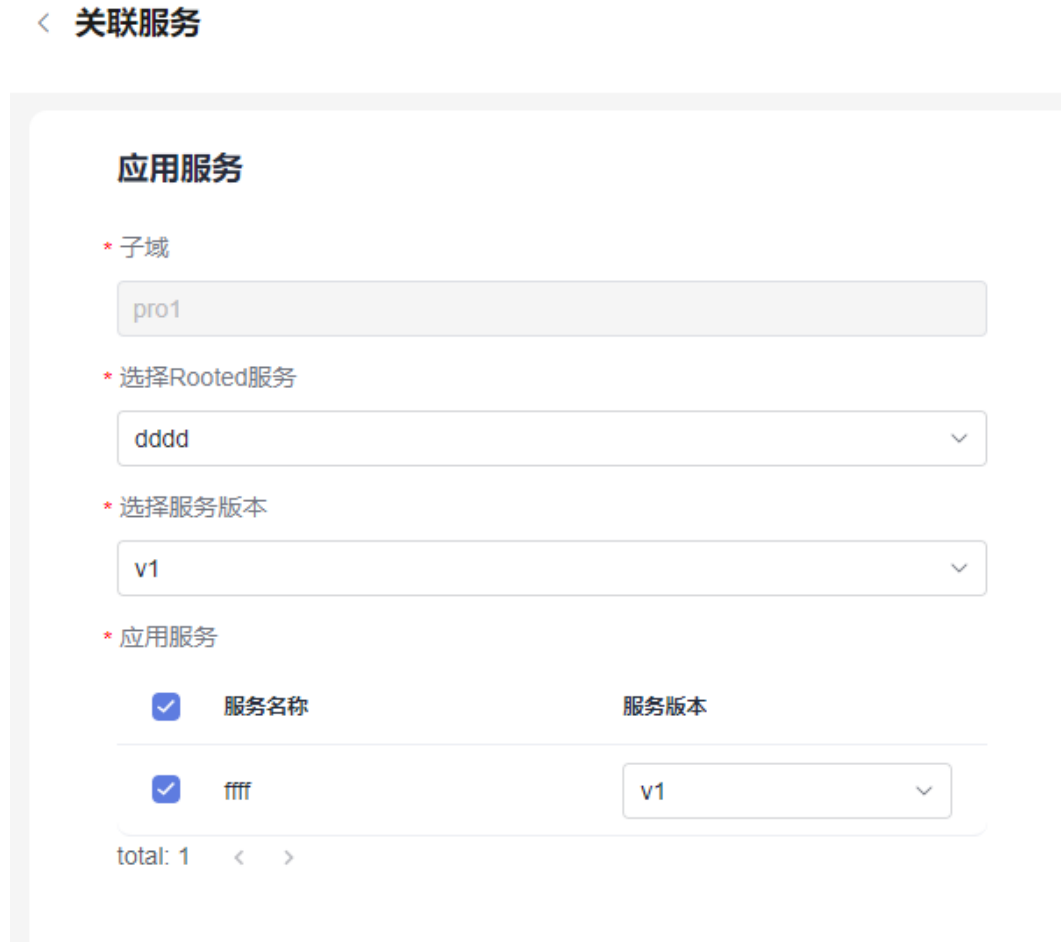 关联服务
应用服务
* 子域
pro1
* 选择Rooted服务
dddd
* 选择服务版本
v1
* 应用服务
服务名称 服务版本
ffff v1
total: 1